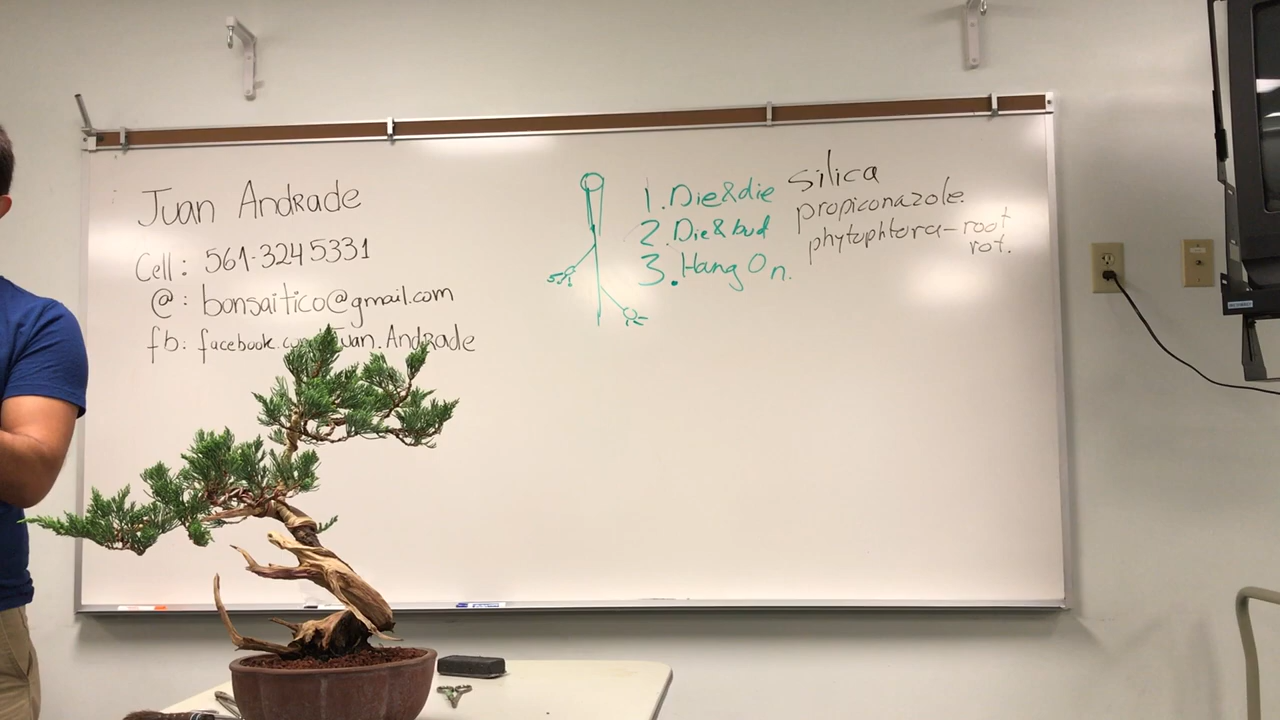 Juan Andrade
Cell: 561-324 5331
@: bonsaitico@gmail.com
fb: facebook. Juan.Andrade
1. Die&die
2. Die&bud
3. Hang On.
silica
propiconazole.
phytophtora-root
rot.